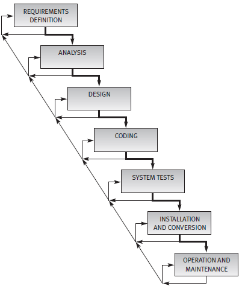 REQUIREMENTS
DEFINITION
ANALYSIS
DESIGN
CODING
SYSTEM TESTS
INSTALLATION
AND CONVERSION
OPERATION AND
MAINTENANCE